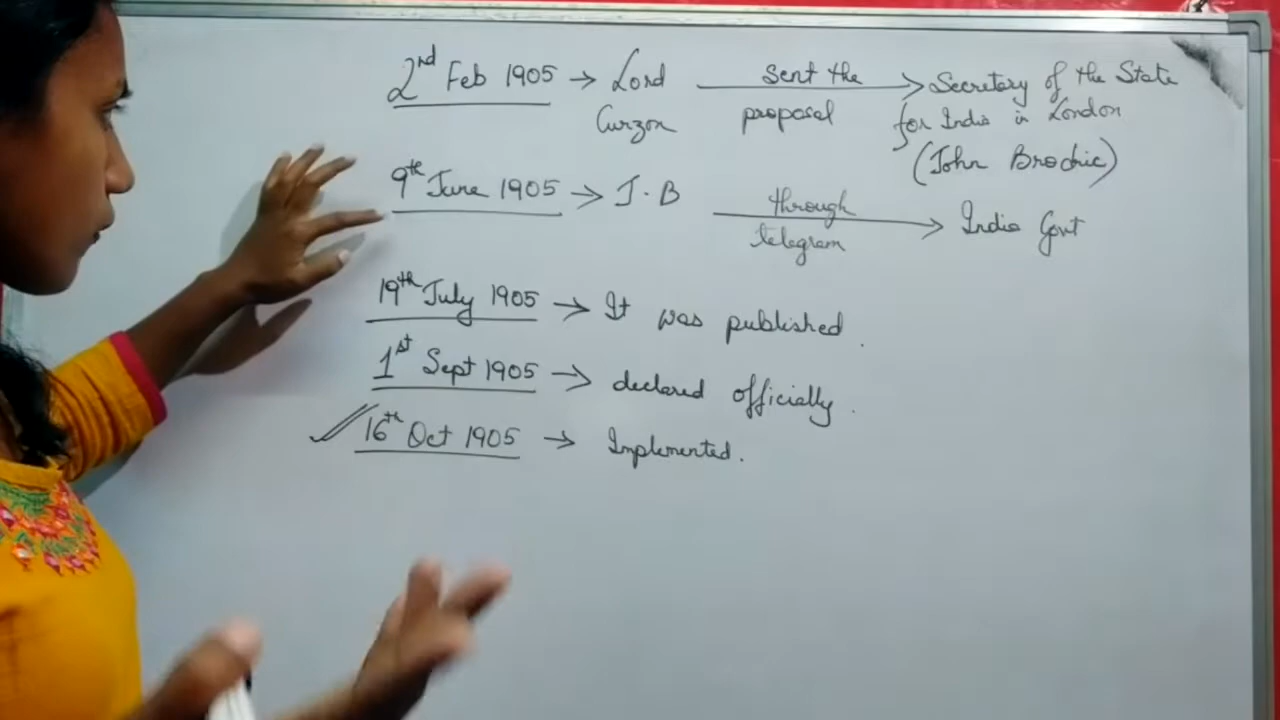 2nd Feb 1905 → Lord Curzon sent the proposal → Secretary of the State
for India in London
(John Brodric)
9th June 1905 → J.B through telegram → India Govt
19th July 1905 → It was published.
1st Sept 1905 → declared officially.
16th Oct 1905 → Implemented.